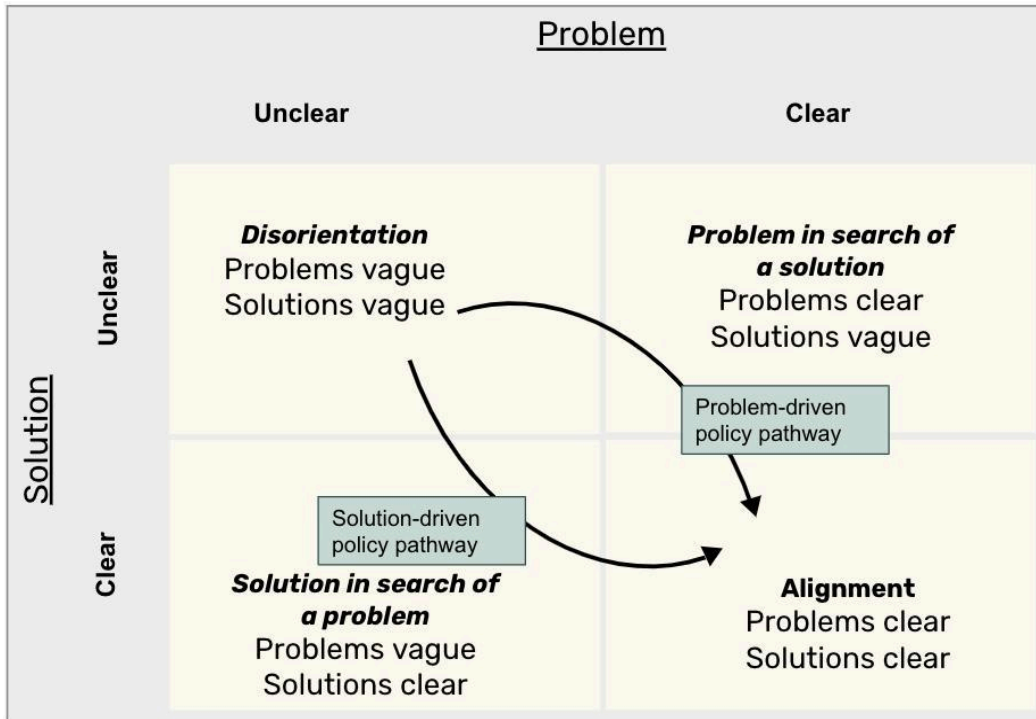 Problem
Unclear
Clear
Solution
Unclear
Disorientation
Problems vague
Solutions vague
Problem in search of
a solution
Problems clear
Solutions vague
Problem-driven
policy pathway
Clear
Solution-driven
policy pathway
Solution in search of
a problem
Problems vague
Solutions clear
Alignment
Problems clear
Solutions clear